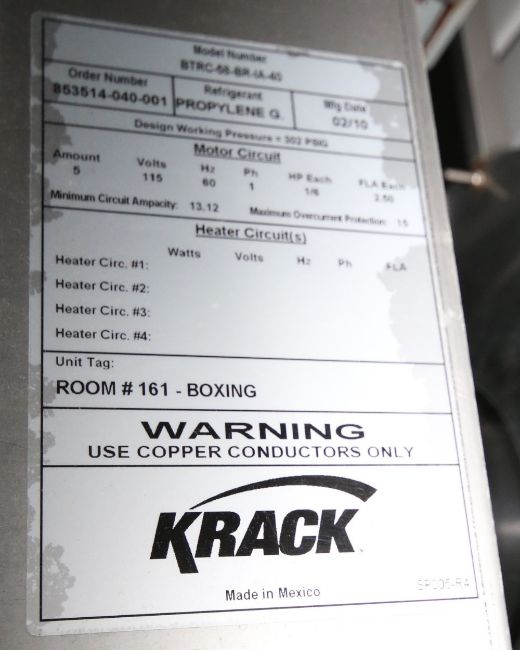 Model Number
BTRC-58-BR-IA-40
Order Number Refrigerant Mfg Date
853514-040-001 PROPYLENE G. 02/10
Design Working Pressure = 302 PSIG
Motor Circuit
Amount Volts Hz Ph HP Each FLA Each
5 115 60 1 1/6 2.50
Minimum Circuit Ampacity: 13.12 Maximum Overcurrent Protection: 15
Heater Circuit(s)
Watts Volts Hz Ph FLA
Heater Circ. #1:
Heater Circ. #2:
Heater Circ. #3:
Heater Circ. #4:
Unit Tag:
ROOM # 161 - BOXING
WARNING
USE COPPER CONDUCTORS ONLY
KRACK
Made in Mexico